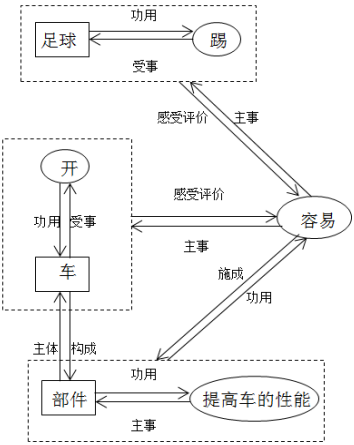 功用
足球
踢
受事
感受评价
主事
开
感受评价
功用
受事
容易
主事
车
施成
功用
主体
构成
功用
部件
提高车的性能
主事